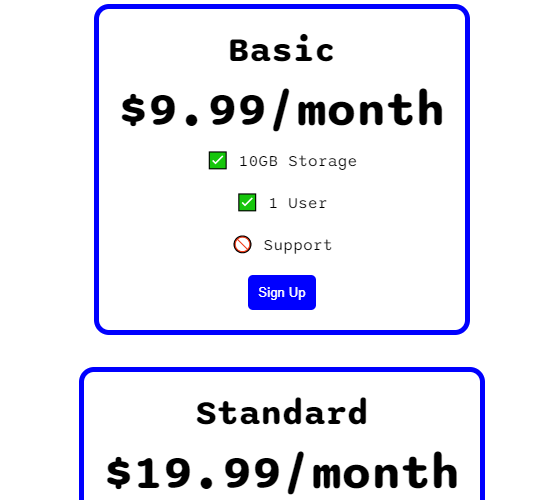 Basic
$9.99/month
✅ 10GB Storage
✅ 1 User
🚫 Support
Sign Up
Standard
$19.99/month